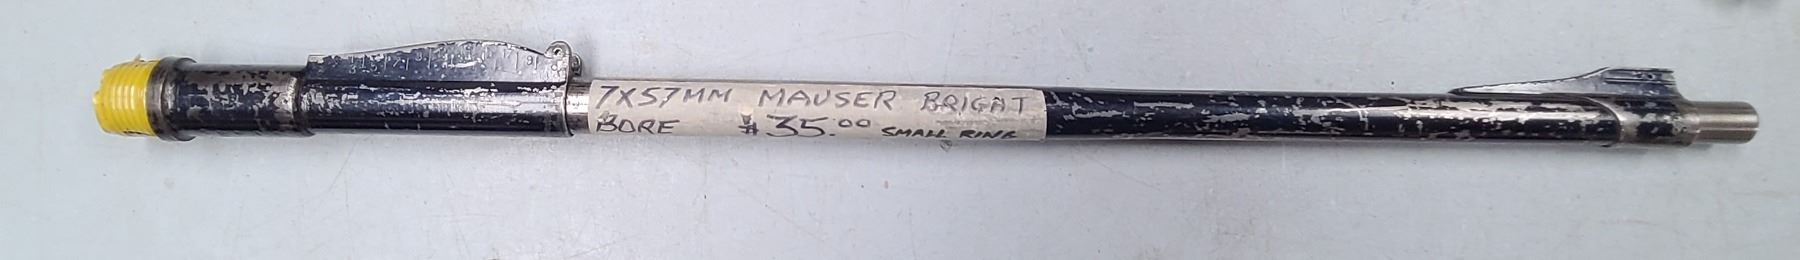 7X57MM MAUSER BRIGHT
BORE $35.00 SMALL RING